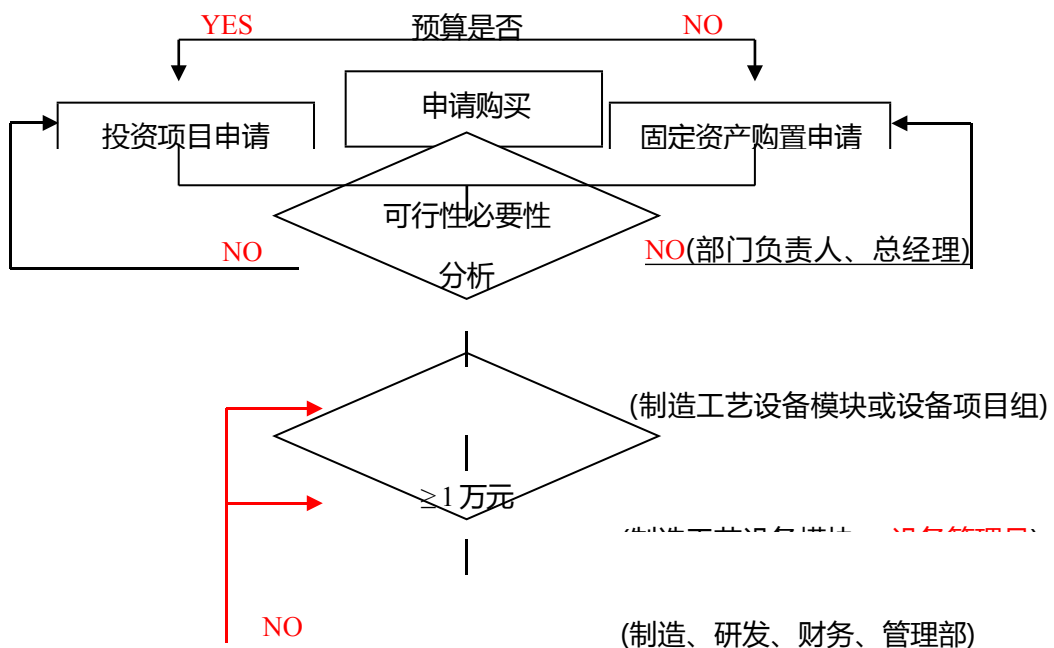 YES 预算是否 NO
申请购买
投资项目申请 固定资产购置申请
可行性必要性
NO NO(部门负责人、总经理)
分析
(制造工艺设备模块或设备项目组)
≥1 万元
NO
(制造、研发、财务、管理部)